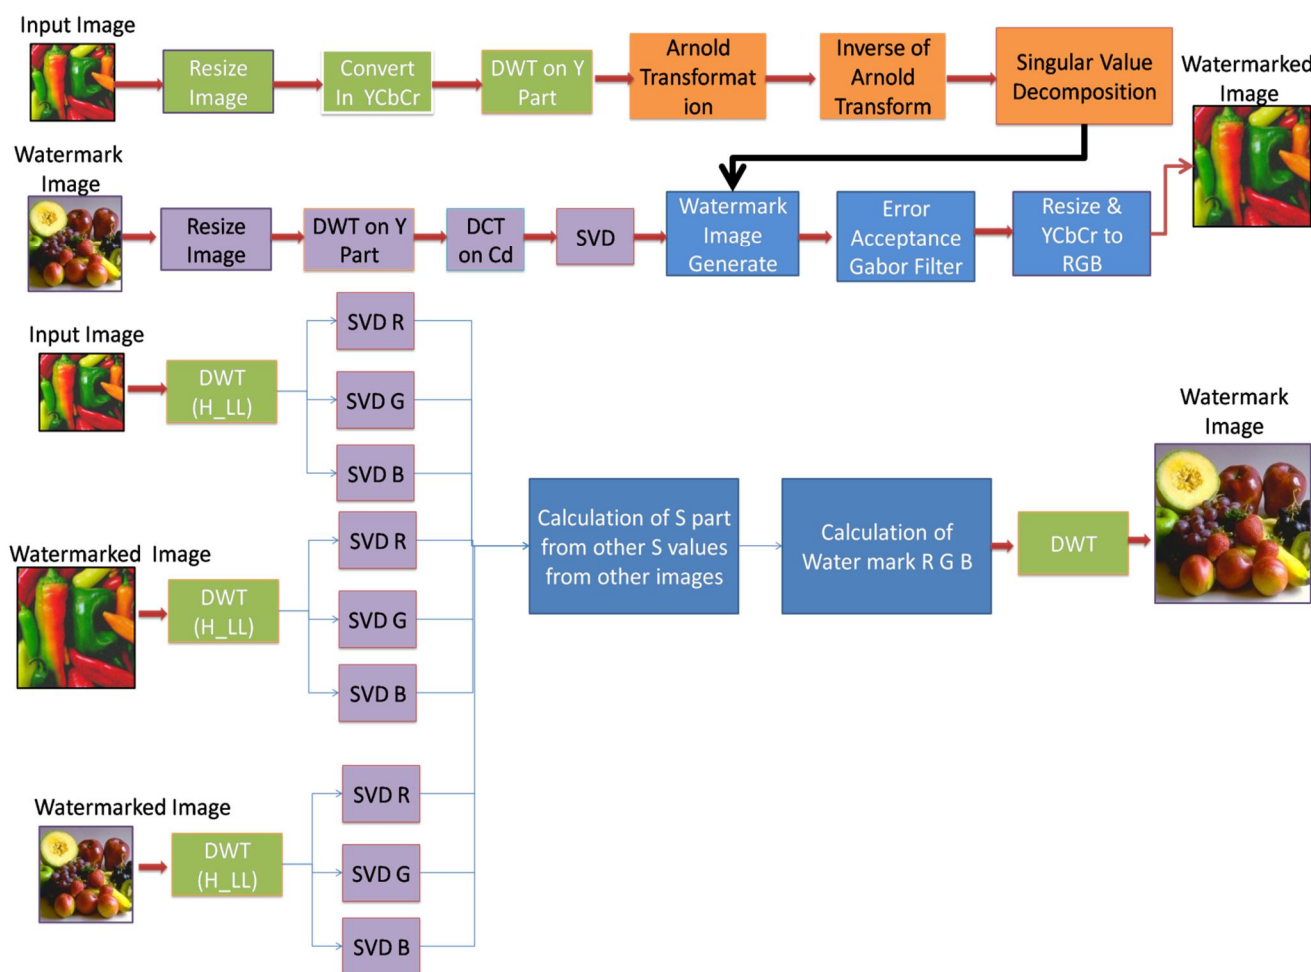 Input Image
Resize
Image
Convert
In YCbCr
DWT on Y
Part
Arnold
Transformat
ion
Inverse of
Arnold
Transform
Singular Value
Decomposition
Watermarked
Image
Watermark
Image
Resize
Image
DWT on Y
Part
DCT
on Cd
SVD
Watermark
Image
Generate
Error
Acceptance
Gabor Filter
Resize &
YCbCr to
RGB
Input Image
DWT
(H_LL)
SVD R
SVD G
SVD B
Watermarked Image
DWT
(H_LL)
SVD R
SVD G
SVD B
Watermarked Image
DWT
(H_LL)
SVD R
SVD G
SVD B
Calculation of S part
from other S values
from other images
Calculation of
Water mark R G B
DWT
Watermark
Image